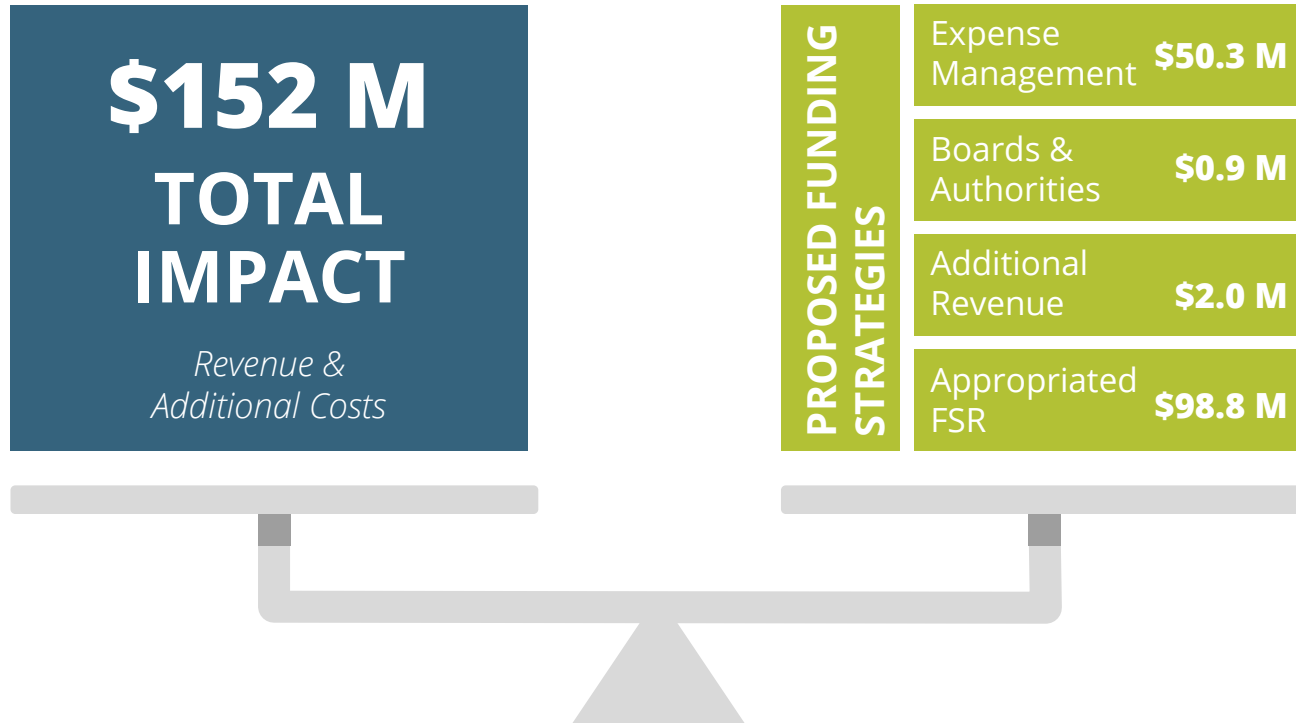 $152 M
TOTAL
IMPACT
Revenue &
Additional Costs
PROPOSED FUNDING
STRATEGIES
Expense
Management $50.3 M
Boards &
Authorities $0.9 M
Additional
Revenue $2.0 M
Appropriated
FSR $98.8 M